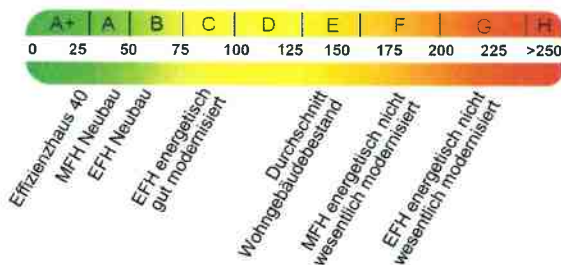 A+ A B C D E F G H
0 25 50 75 100 125 150 175 200 225 >250
Effizienzhaus 40
MFH Neubau
EFH Neubau
EFH energetisch
gut modernisiert
Durchschnitt
Wohngebäudebestand
MFH energetisch nicht
wesentlich modernisiert
EFH energetisch nicht
wesentlich modernisiert